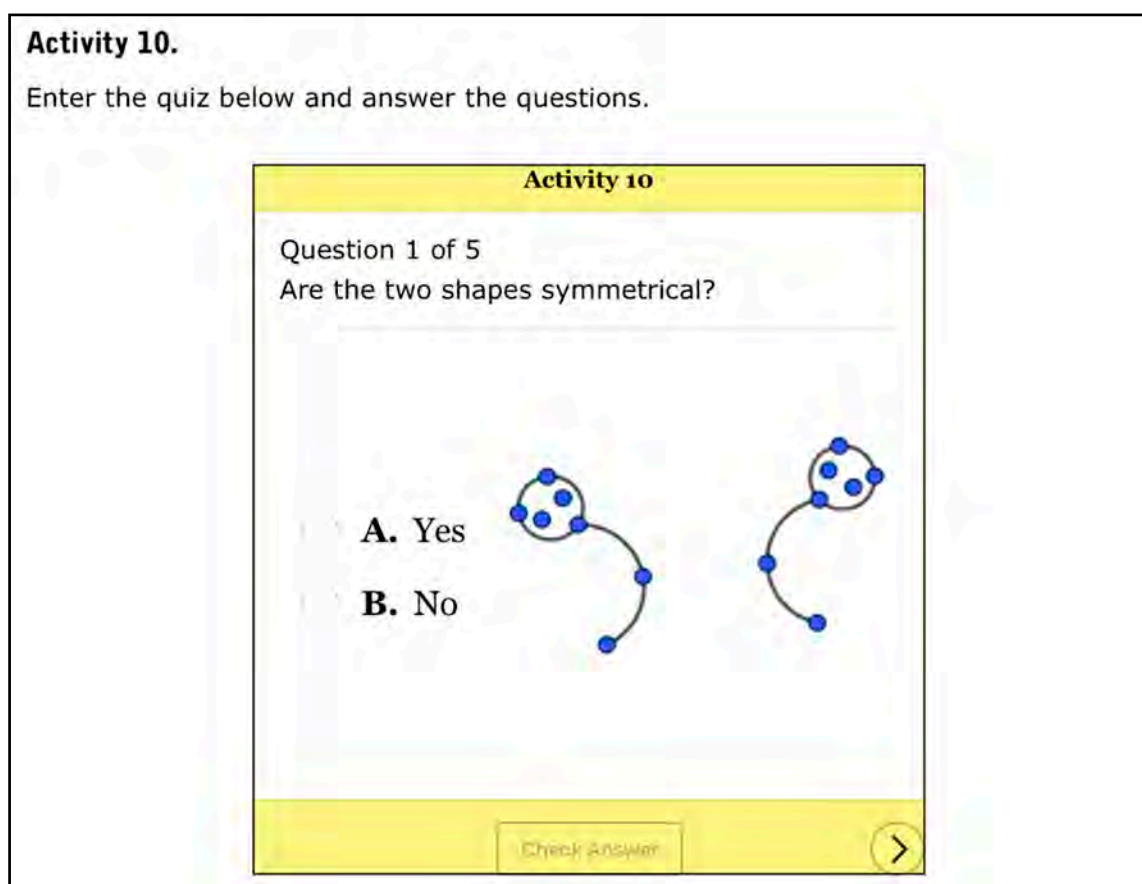 Activity 10.
Enter the quiz below and answer the questions.
Activity 10
Question 1 of 5
Are the two shapes symmetrical?
A. Yes
B. No
Check Answer